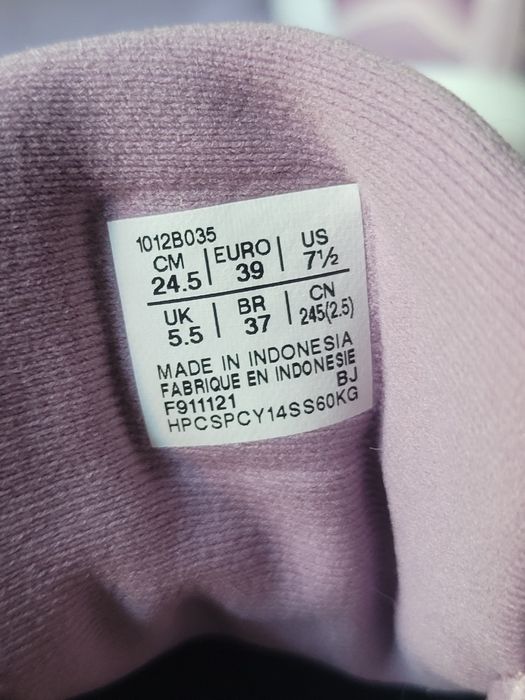 1012B035
CM 24.5 | EURO 39 | US 7½
UK 5.5 | BR 37 | CN 245(2.5)
MADE IN INDONESIA
FABRIQUE EN INDONESIE
F911121 BJ
HPCSPCY14SS60KG